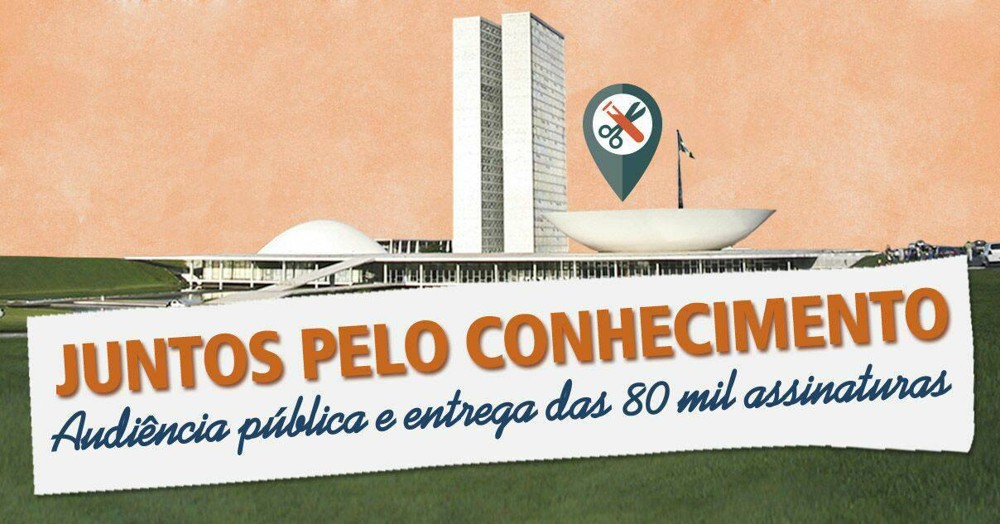 JUNTOS PELO CONHECIMENTO
Audiência pública e entrega das 80 mil assinaturas